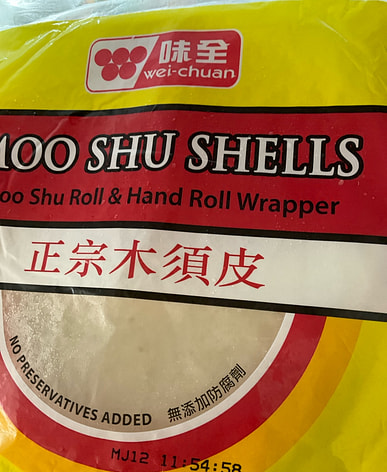 味全
wei-chuan
MOO SHU SHELLS
oo Shu Roll & Hand Roll Wrapper
正宗木須皮
NO PRESERVATIVES ADDED 無添加防腐劑
MJ12 11:54:58